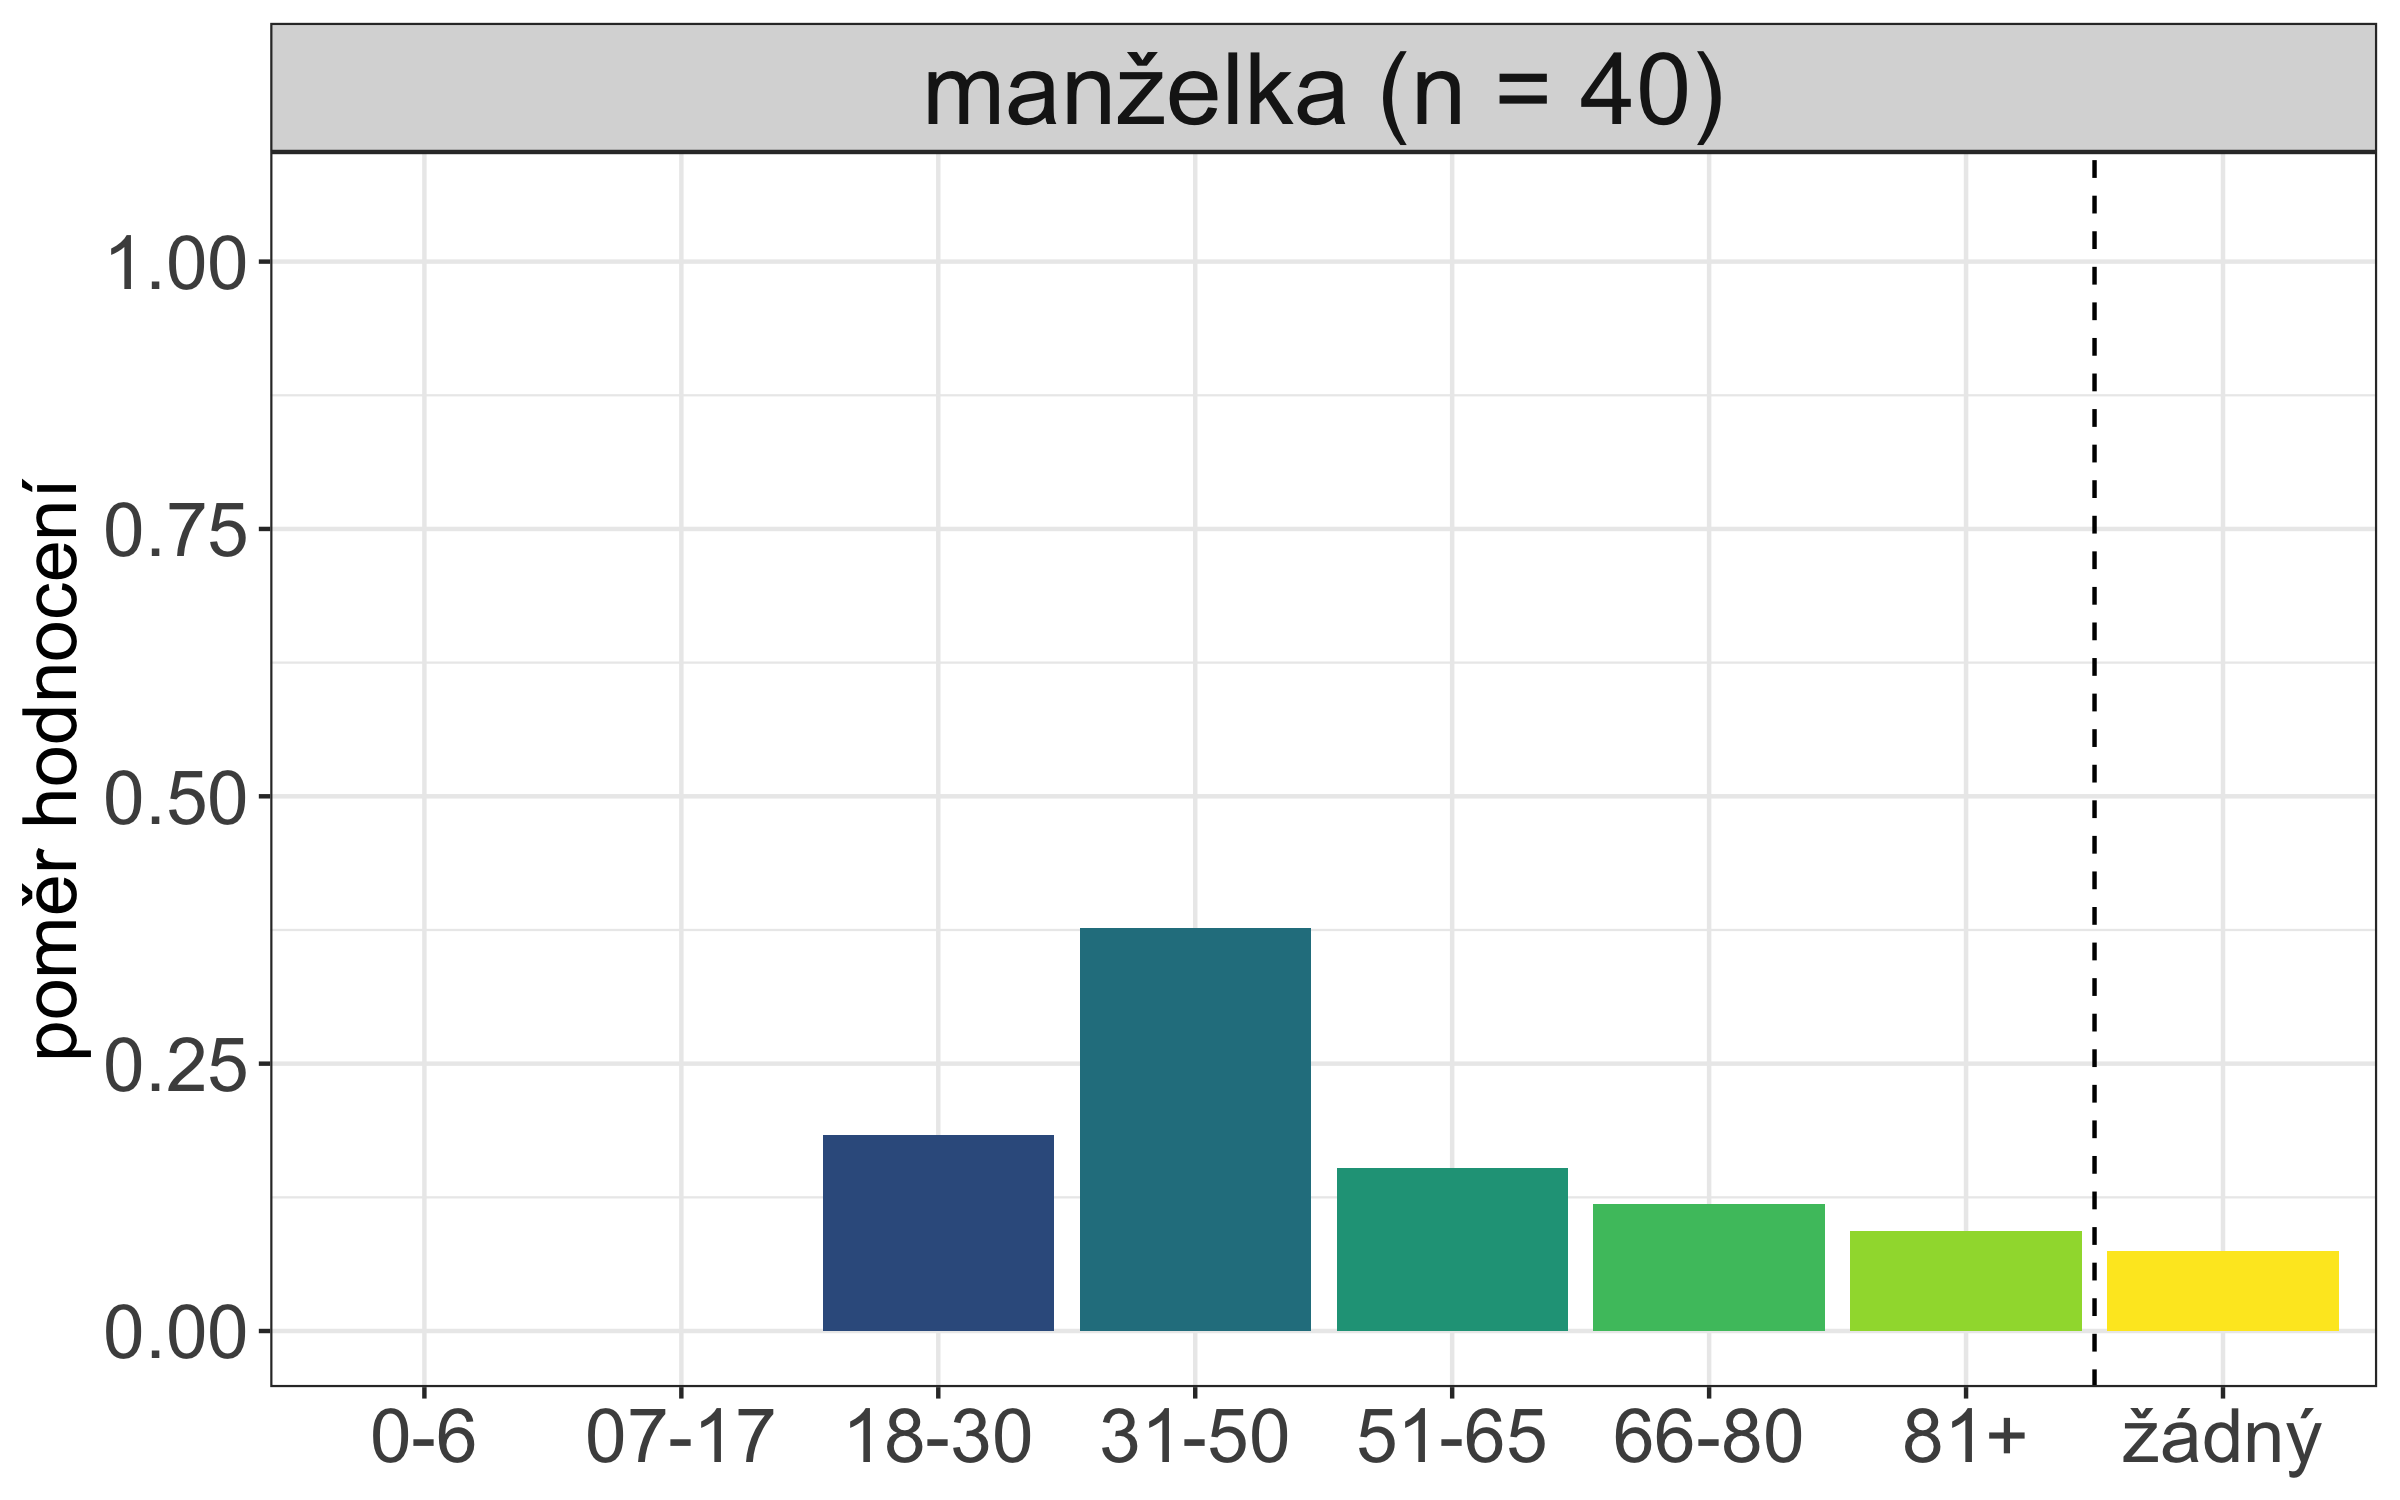 manželka (n = 40)
poměr hodnocení
1.00
0.75
0.50
0.25
0.00
0-6 07-17 18-30 31-50 51-65 66-80 81+ žádný